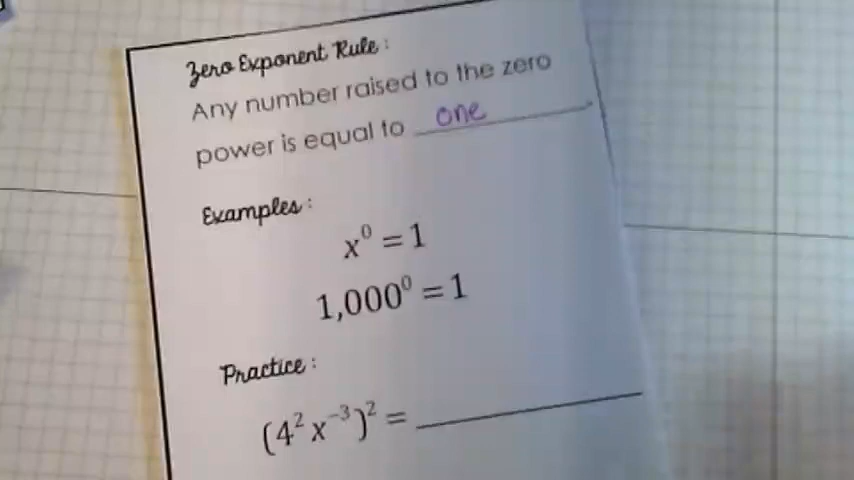 Zero Exponent Rule:
Any number raised to the zero
power is equal to one
Examples:
x⁰ = 1
1,000⁰ = 1
Practice:
(4² x⁻³)² =